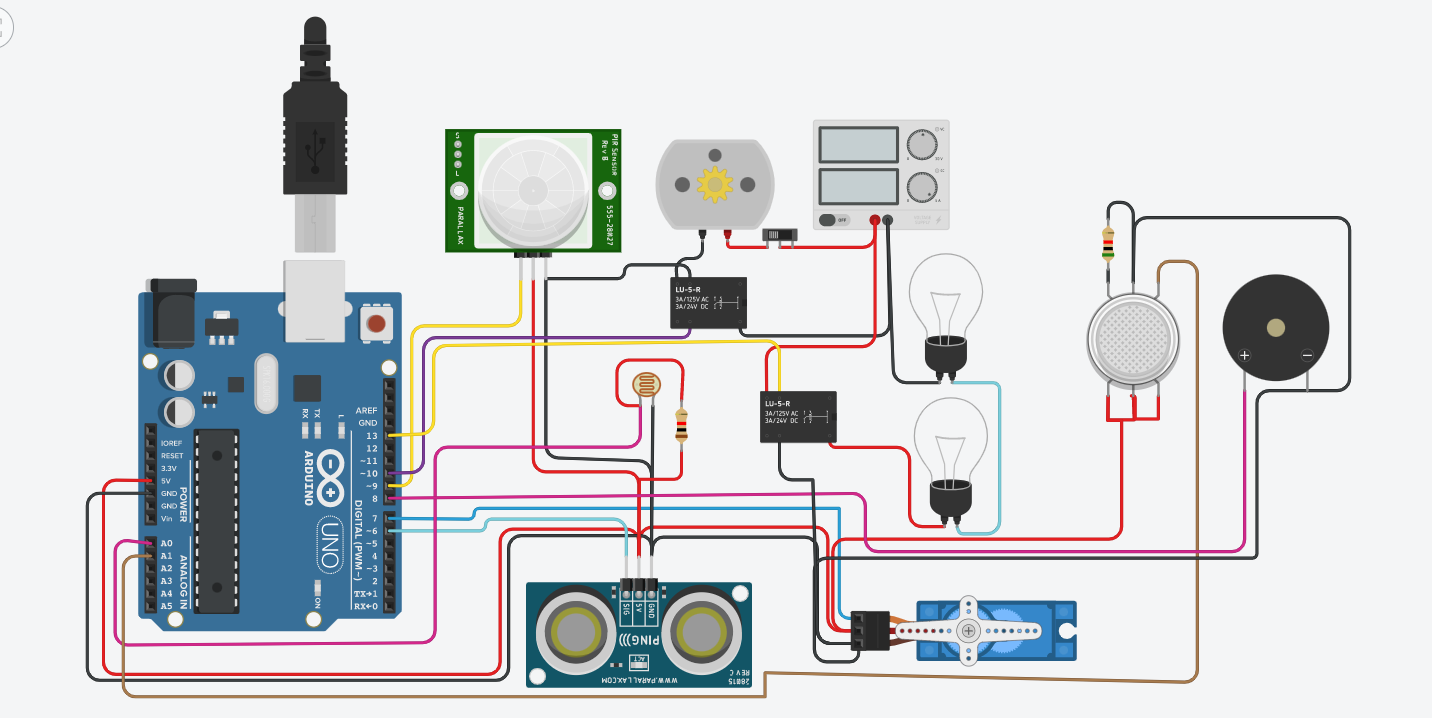 S
L
PARALLAX
PIR SENSOR
REV B
555-28027
OFF
LU-S-R
3A/125V AC
3A/24V DC
LU-S-R
3A/125V AC
3A/24V DC
AREF
GND
13
12
~11
~10
~9
8
7
~6
~5
4
~3
2
TX→1
RX←0
DIGITAL (PWM~)
RX
TX
L
ARDUINO
UNO
ON
IOREF
RESET
3.3V
5V
GND
GND
Vin
POWER
A0
A1
A2
A3
A4
A5
ANALOG IN
+
−
SIG
5V
GND
PING)))
ACT
WWW.PARALLAX.COM
REV C
28015